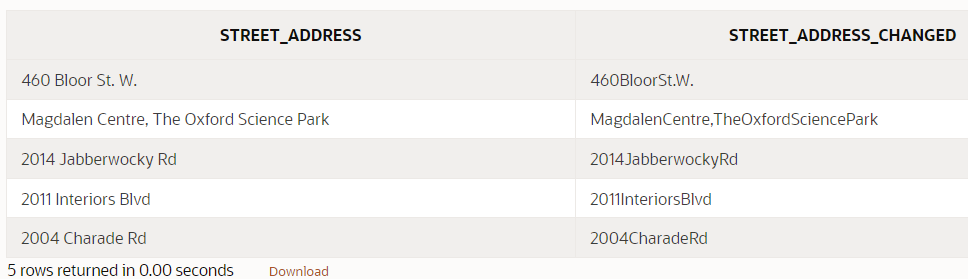 STREET_ADDRESS STREET_ADDRESS_CHANGED
460 Bloor St. W. 460BloorSt.W.
Magdalen Centre, The Oxford Science Park MagdalenCentre,TheOxfordSciencePark
2014 Jabberwocky Rd 2014JabberwockyRd
2011 Interiors Blvd 2011InteriorsBlvd
2004 Charade Rd 2004CharadeRd
5 rows returned in 0.00 seconds Download